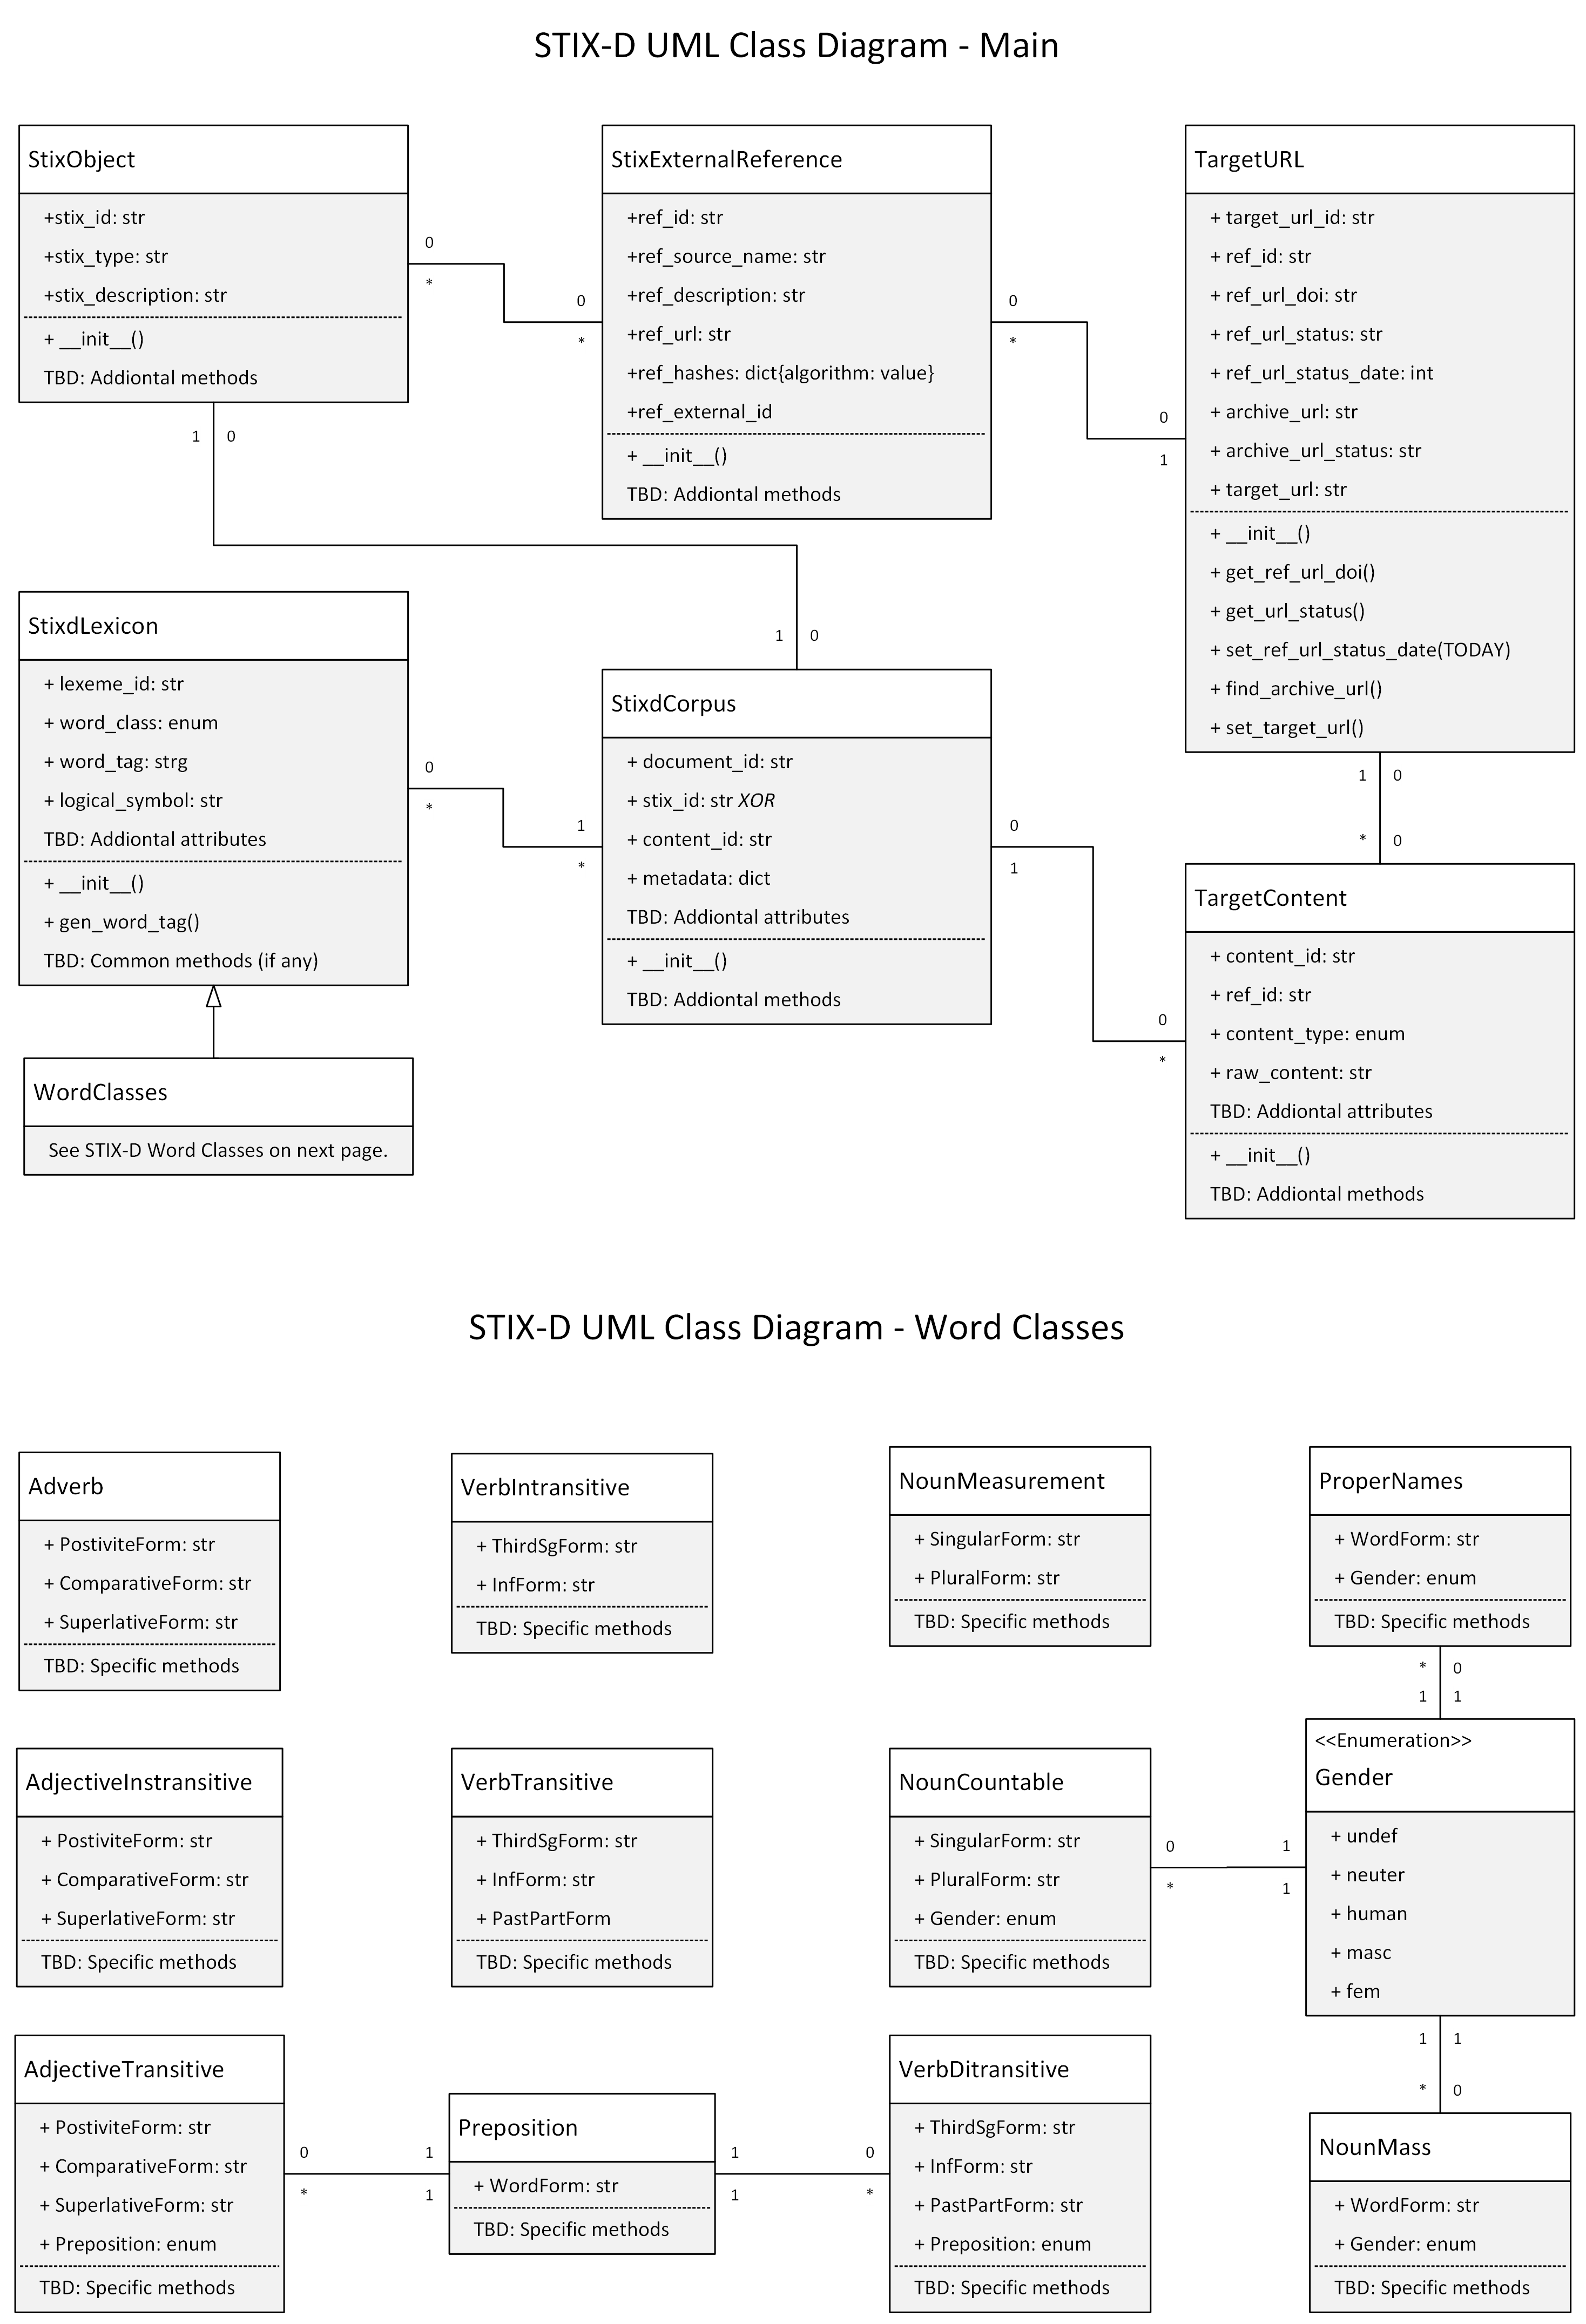 STIX-D UML Class Diagram - Main
StixObject
+stix_id: str
+stix_type: str
+stix_description: str
+ __init__()
TBD: Addiontal methods
0
*
0
*
1 0
StixExternalReference
+ref_id: str
+ref_source_name: str
+ref_description: str
+ref_url: str
+ref_hashes: dict{algorithm: value}
+ref_external_id
+ __init__()
TBD: Addiontal methods
0
*
0
1
TargetURL
+ target_url_id: str
+ ref_id: str
+ ref_url_doi: str
+ ref_url_status: str
+ ref_url_status_date: int
+ archive_url: str
+ archive_url_status: str
+ target_url: str
+ __init__()
+ get_ref_url_doi()
+ get_url_status()
+ set_ref_url_status_date(TODAY)
+ find_archive_url()
+ set_target_url()
1 0
* 0
StixdLexicon
+ lexeme_id: str
+ word_class: enum
+ word_tag: strg
+ logical_symbol: str
TBD: Addiontal attributes
+ __init__()
+ gen_word_tag()
TBD: Common methods (if any)
0
*
1
*
1 0
StixdCorpus
+ document_id: str
+ stix_id: str XOR
+ content_id: str
+ metadata: dict
TBD: Addiontal attributes
+ __init__()
TBD: Addiontal methods
0
1
0
*
TargetContent
+ content_id: str
+ ref_id: str
+ content_type: enum
+ raw_content: str
TBD: Addiontal attributes
+ __init__()
TBD: Addiontal methods
WordClasses
See STIX-D Word Classes on next page.
STIX-D UML Class Diagram - Word Classes
Adverb
+ PostiviteForm: str
+ ComparativeForm: str
+ SuperlativeForm: str
TBD: Specific methods
VerbIntransitive
+ ThirdSgForm: str
+ InfForm: str
TBD: Specific methods
NounMeasurement
+ SingularForm: str
+ PluralForm: str
TBD: Specific methods
ProperNames
+ WordForm: str
+ Gender: enum
TBD: Specific methods
* 0
1 1
AdjectiveInstransitive
+ PostiviteForm: str
+ ComparativeForm: str
+ SuperlativeForm: str
TBD: Specific methods
VerbTransitive
+ ThirdSgForm: str
+ InfForm: str
+ PastPartForm
TBD: Specific methods
NounCountable
+ SingularForm: str
+ PluralForm: str
+ Gender: enum
TBD: Specific methods
0
*
1
1
<<Enumeration>>
Gender
+ undef
+ neuter
+ human
+ masc
+ fem
1 1
* 0
AdjectiveTransitive
+ PostiviteForm: str
+ ComparativeForm: str
+ SuperlativeForm: str
+ Preposition: enum
TBD: Specific methods
0
*
1
1
Preposition
+ WordForm: str
TBD: Specific methods
1
1
0
*
VerbDitransitive
+ ThirdSgForm: str
+ InfForm: str
+ PastPartForm: str
+ Preposition: enum
TBD: Specific methods
NounMass
+ WordForm: str
+ Gender: enum
TBD: Specific methods